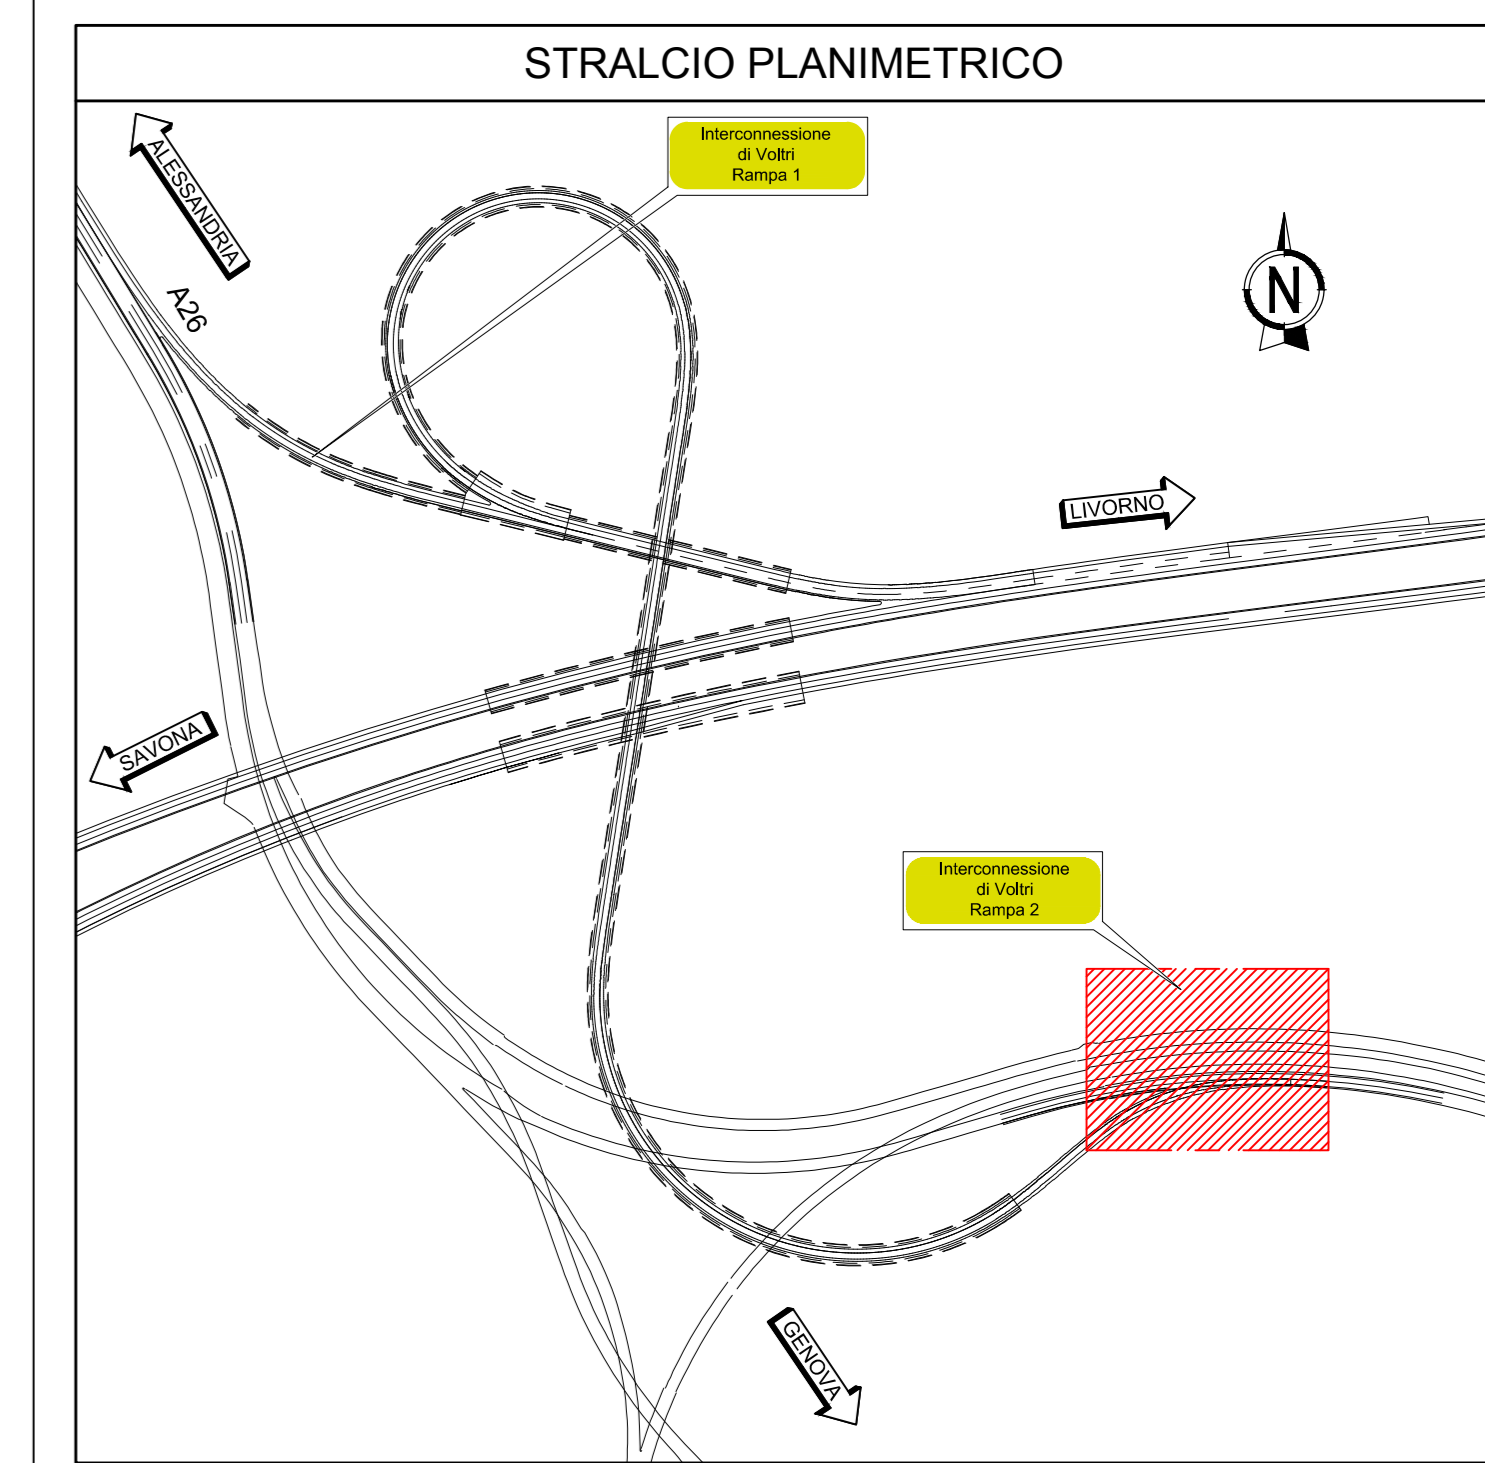 STRALCIO PLANIMETRICO
ALESSANDRIA
Interconnessione
di Voltri
Rampa 1
A26
N
LIVORNO
SAVONA
Interconnessione
di Voltri
Rampa 2
GENOVA